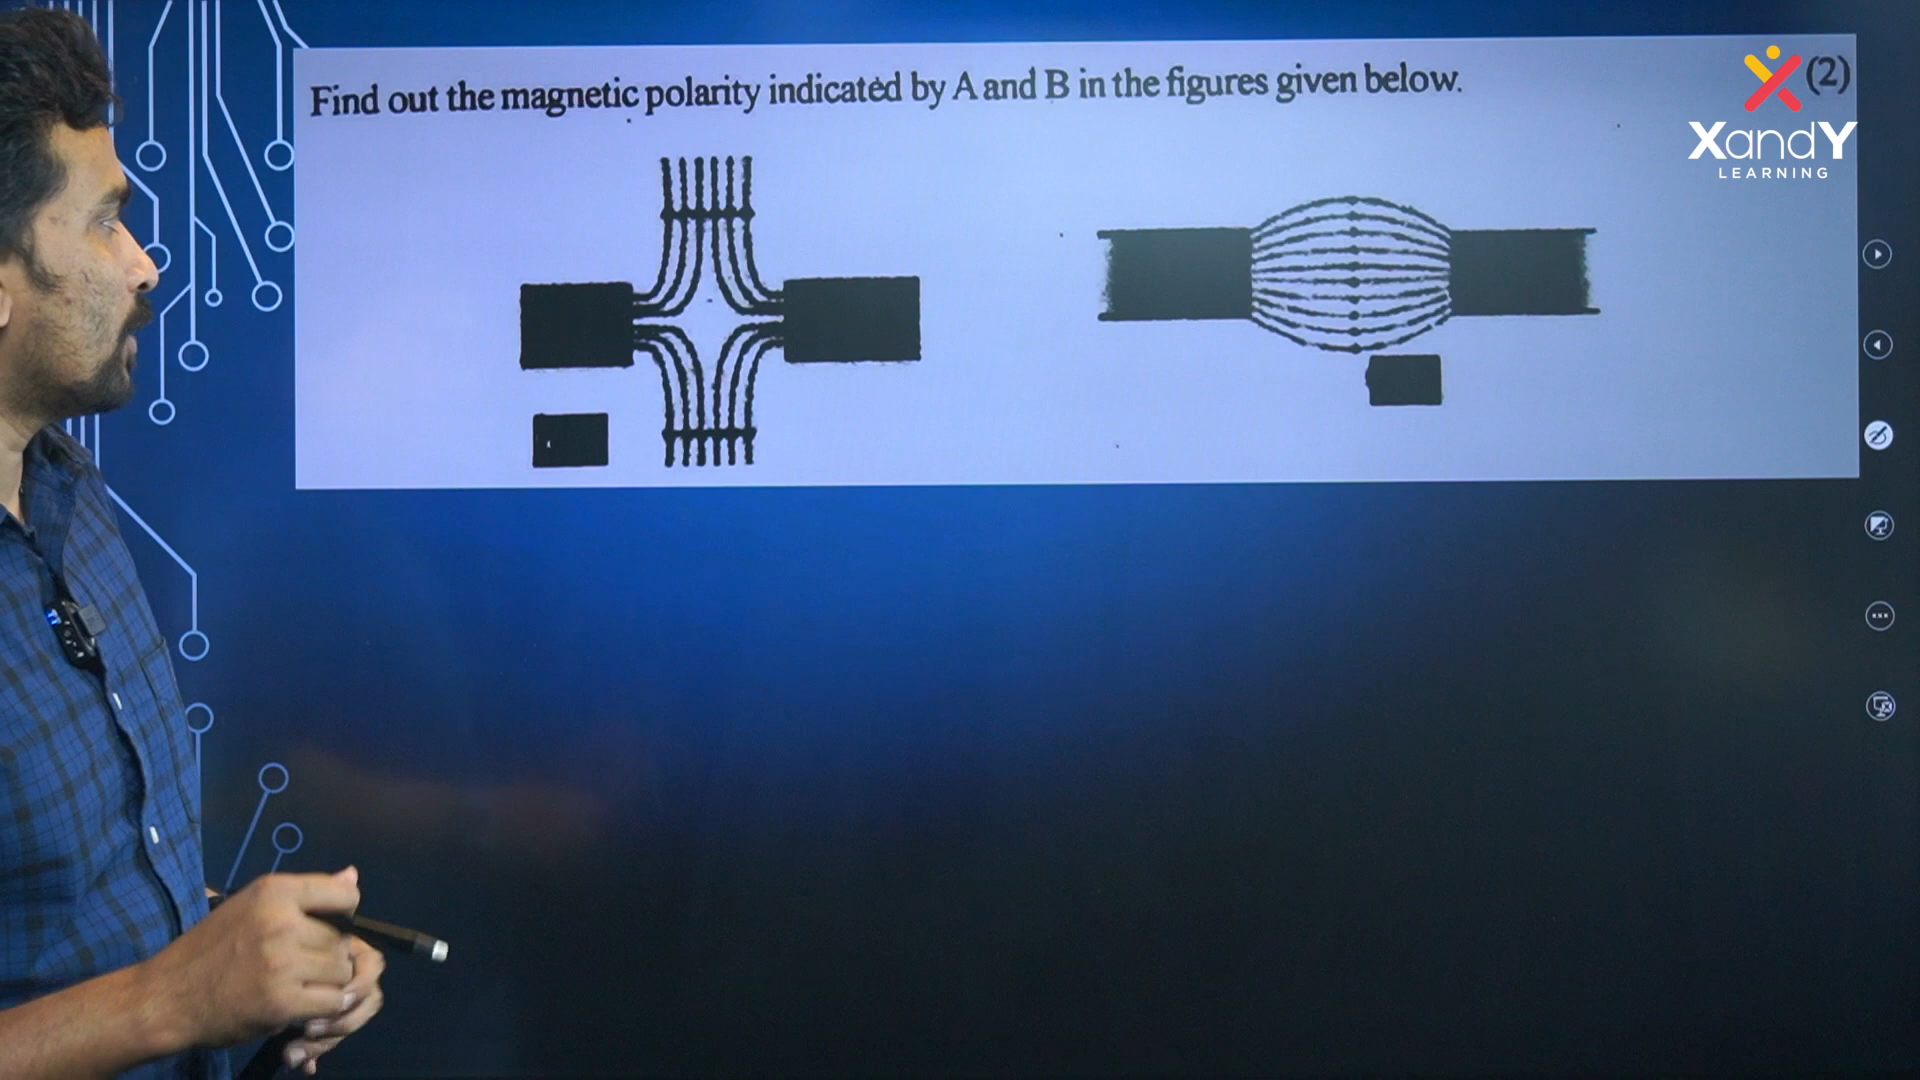 Find out the magnetic polarity indicated by A and B in the figures given below.
(2)
XandY
LEARNING